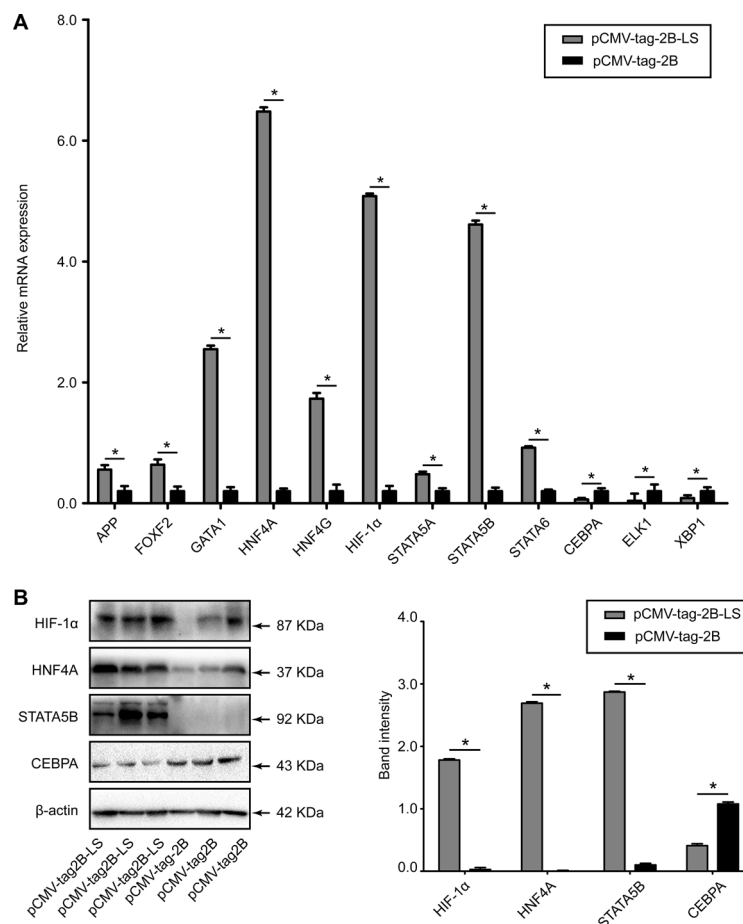 A
8.0
6.0
4.0
2.0
0.0
Relative mRNA expression
pCMV-tag-2B-LS
pCMV-tag-2B
* * * * * * * * * * * *
APP FOXF2 GATA1 HNF4A HNF4G HIF-1α STATA5A STATA5B STATA6 CEBPA ELK1 XBP1
B
HIF-1α 87 KDa
HNF4A 37 KDa
STATA5B 92 KDa
CEBPA 43 KDa
β-actin 42 KDa
pCMV-tag2B-LS pCMV-tag2B-LS pCMV-tag2B-LS pCMV-tag-2B pCMV-tag2B pCMV-tag2B
4.0
3.0
2.0
1.0
0.0
Band intensity
pCMV-tag-2B-LS
pCMV-tag-2B
* * * *
HIF-1α HNF4A STATA5B CEBPA